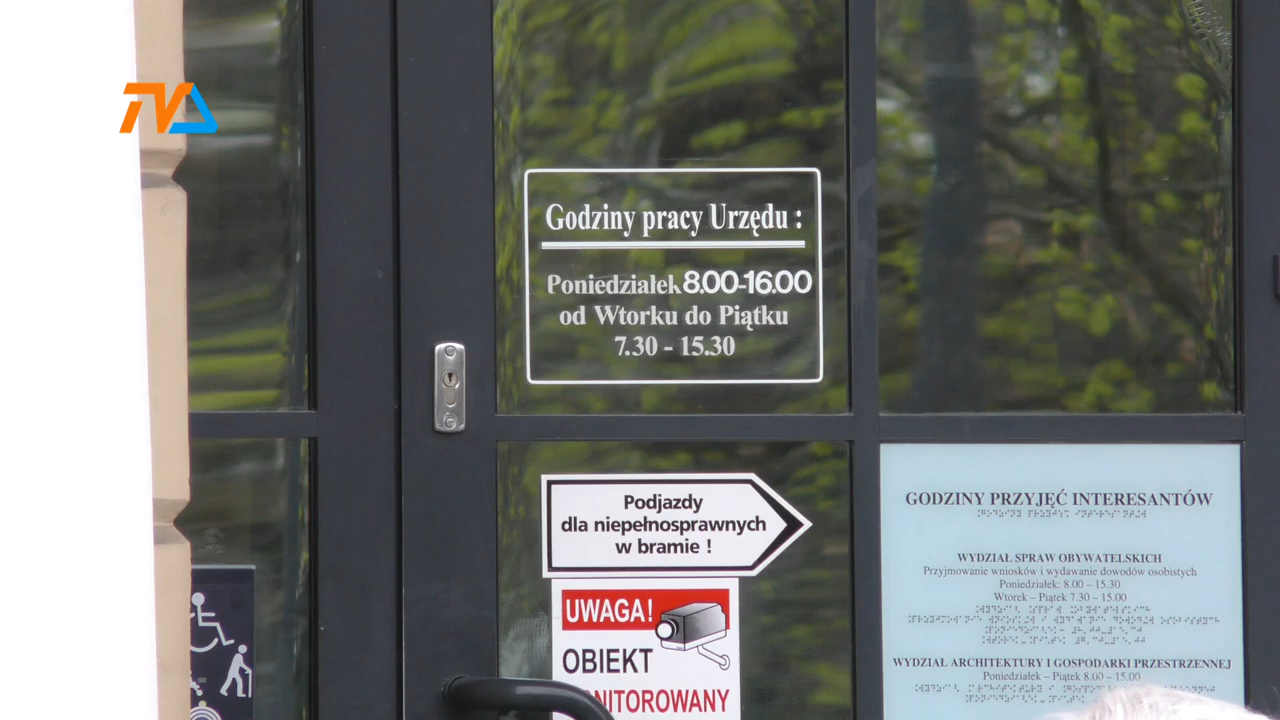 TVA
Godziny pracy Urzędu :
Poniedziałek 8.00-16.00
od Wtorku do Piątku
7.30 - 15.30
Podjazdy
dla niepełnosprawnych
w bramie !
UWAGA!
OBIEKT
MONITOROWANY
GODZINY PRZYJĘĆ INTERESANTÓW
WYDZIAŁ SPRAW OBYWATELSKICH
Przyjmowanie wniosków i wydawanie dowodów osobistych
Poniedziałek: 8.00 – 15.30
Wtorek – Piątek 7.30 – 15.00
WYDZIAŁ ARCHITEKTURY I GOSPODARKI PRZESTRZENNEJ
Poniedziałek – Piątek 8.00 – 15.00